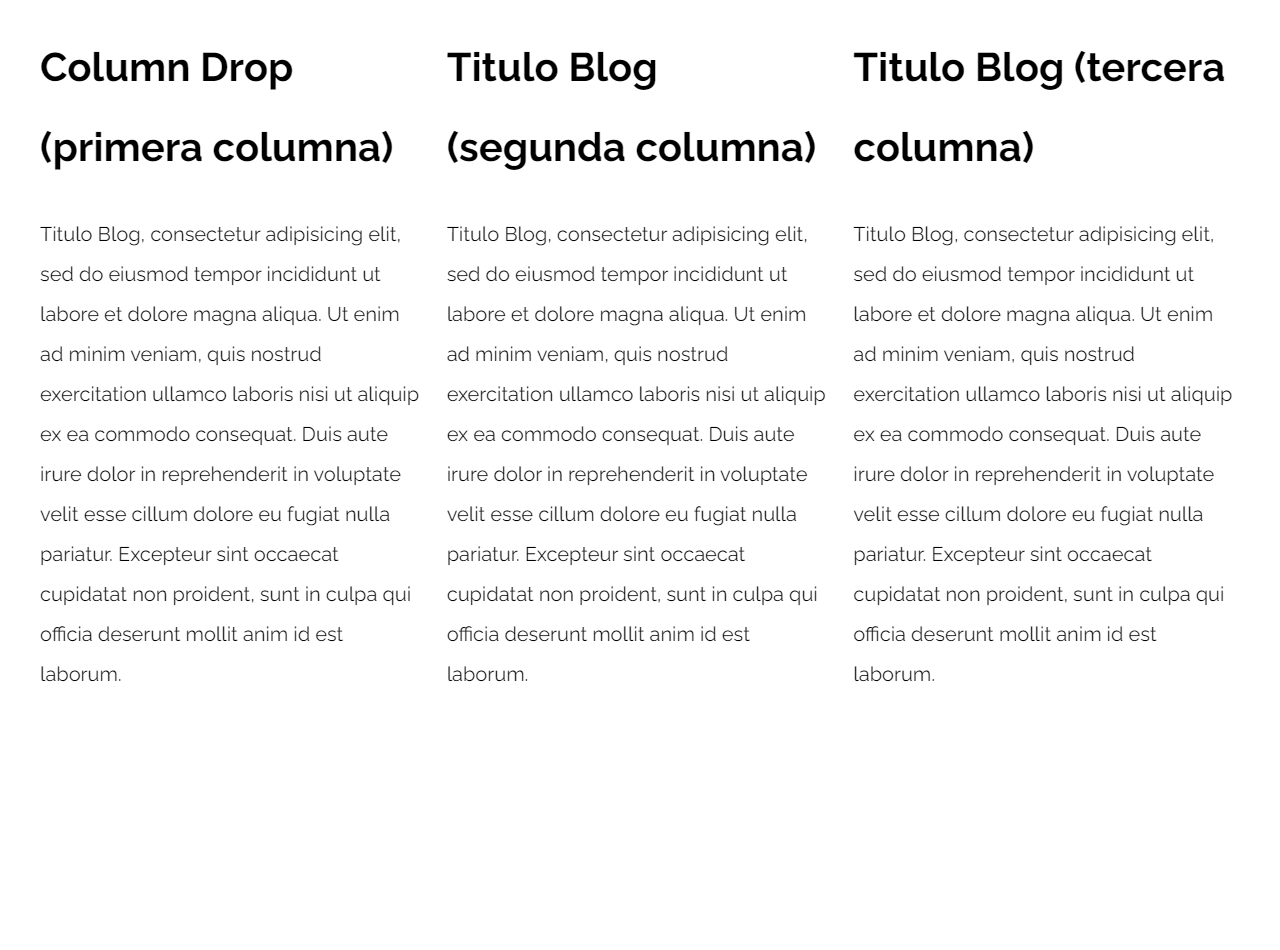 Column Drop
(primera columna)
Titulo Blog, consectetur adipisicing elit,
sed do eiusmod tempor incididunt ut
labore et dolore magna aliqua. Ut enim
ad minim veniam, quis nostrud
exercitation ullamco laboris nisi ut aliquip
ex ea commodo consequat. Duis aute
irure dolor in reprehenderit in voluptate
velit esse cillum dolore eu fugiat nulla
pariatur. Excepteur sint occaecat
cupidatat non proident, sunt in culpa qui
officia deserunt mollit anim id est
laborum.
Titulo Blog
(segunda columna)
Titulo Blog, consectetur adipisicing elit,
sed do eiusmod tempor incididunt ut
labore et dolore magna aliqua. Ut enim
ad minim veniam, quis nostrud
exercitation ullamco laboris nisi ut aliquip
ex ea commodo consequat. Duis aute
irure dolor in reprehenderit in voluptate
velit esse cillum dolore eu fugiat nulla
pariatur. Excepteur sint occaecat
cupidatat non proident, sunt in culpa qui
officia deserunt mollit anim id est
laborum.
Titulo Blog (tercera
columna)
Titulo Blog, consectetur adipisicing elit,
sed do eiusmod tempor incididunt ut
labore et dolore magna aliqua. Ut enim
ad minim veniam, quis nostrud
exercitation ullamco laboris nisi ut aliquip
ex ea commodo consequat. Duis aute
irure dolor in reprehenderit in voluptate
velit esse cillum dolore eu fugiat nulla
pariatur. Excepteur sint occaecat
cupidatat non proident, sunt in culpa qui
officia deserunt mollit anim id est
laborum.